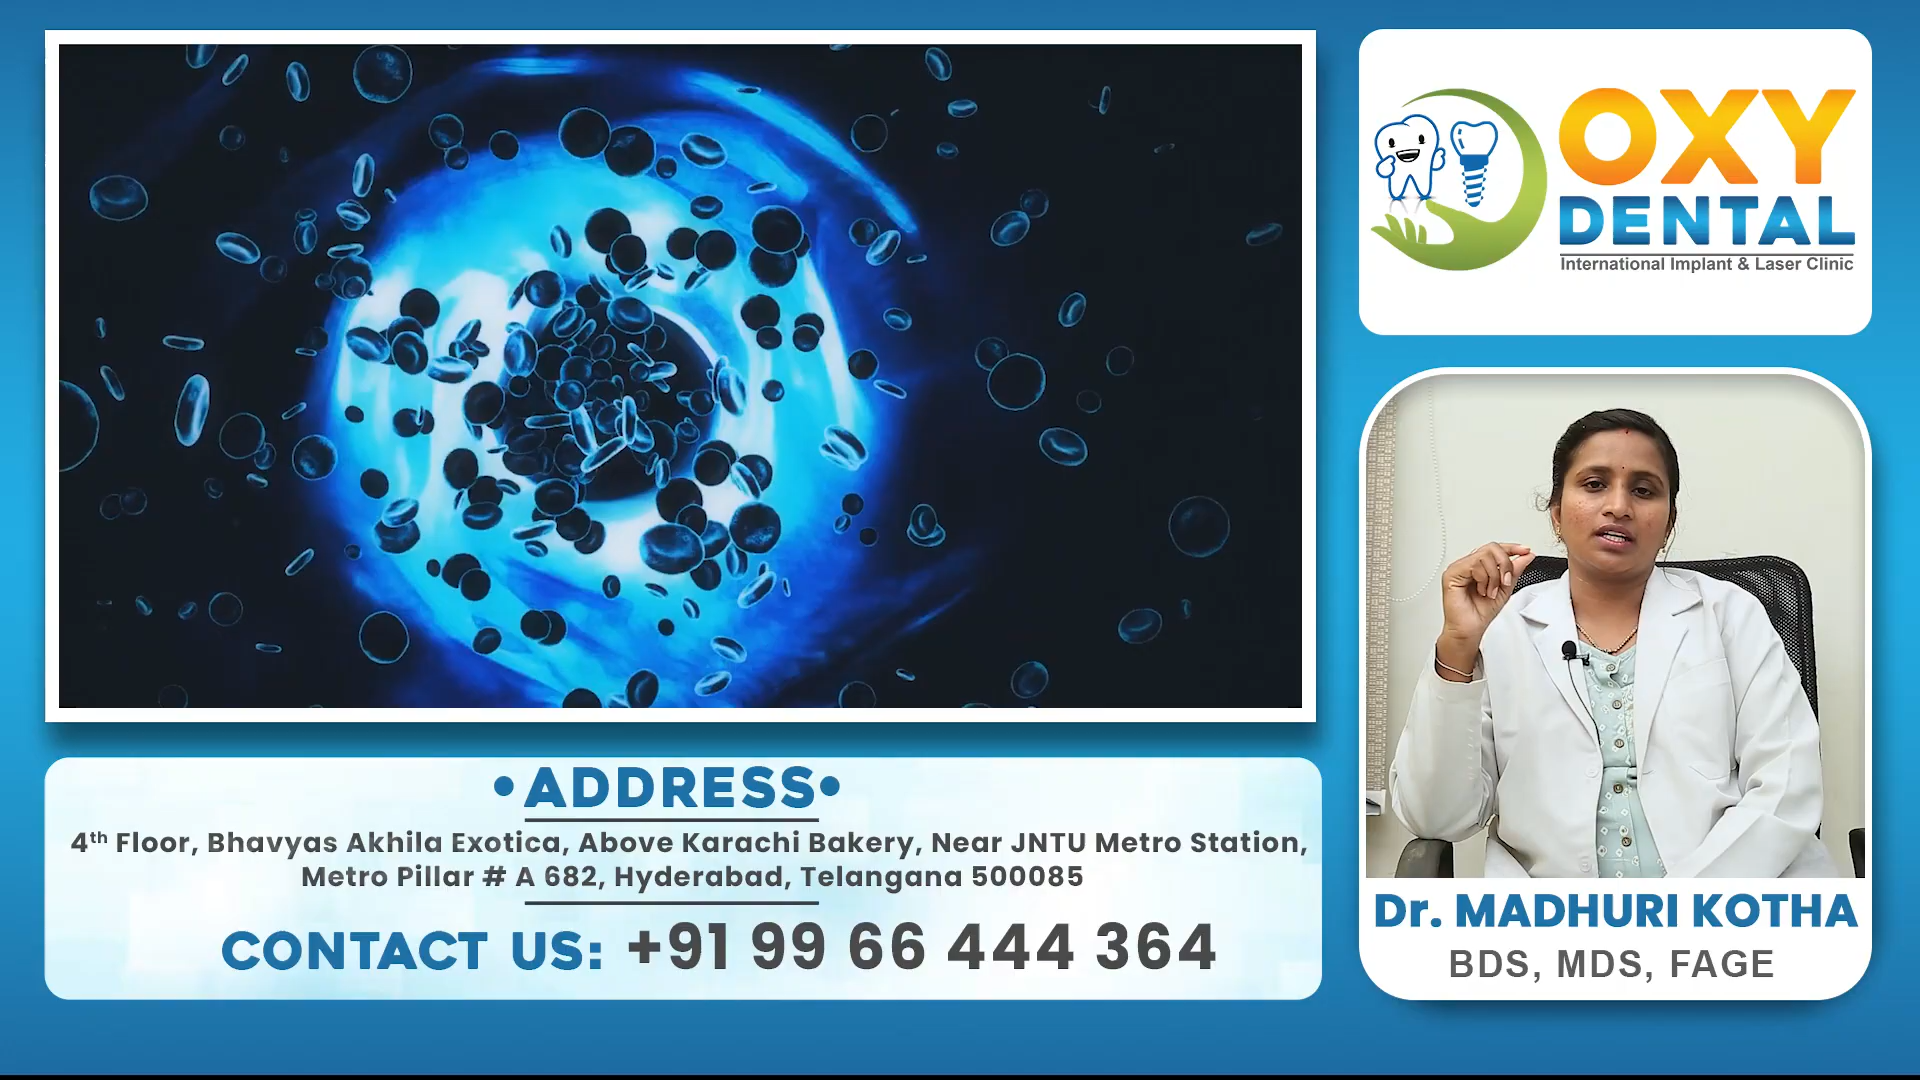 OXY
DENTAL
International Implant & Laser Clinic
•ADDRESS•
4th Floor, Bhavyas Akhila Exotica, Above Karachi Bakery, Near JNTU Metro Station,
Metro Pillar # A 682, Hyderabad, Telangana 500085
CONTACT US: +91 99 66 444 364
Dr. MADHURI KOTHA
BDS, MDS, FAGE